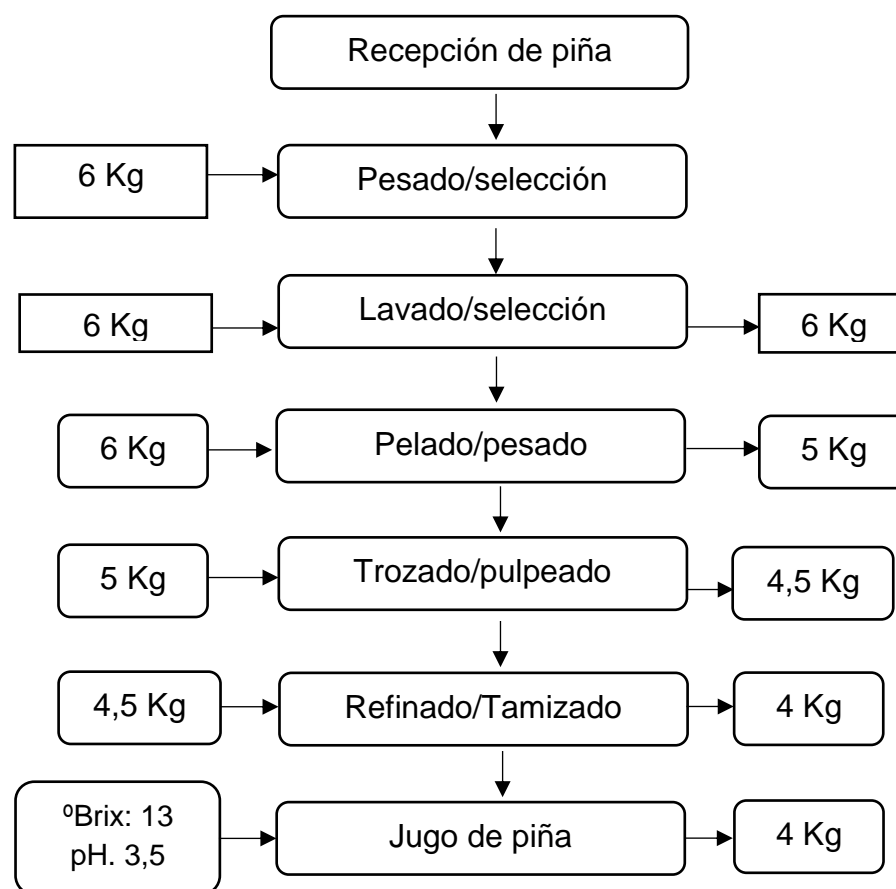 Recepción de piña
6 Kg
Pesado/selección
6 Kg
Lavado/selección
6 Kg
6 Kg
Pelado/pesado
5 Kg
5 Kg
Trozado/pulpeado
4,5 Kg
4,5 Kg
Refinado/Tamizado
4 Kg
ºBrix: 13
pH. 3,5
Jugo de piña
4 Kg